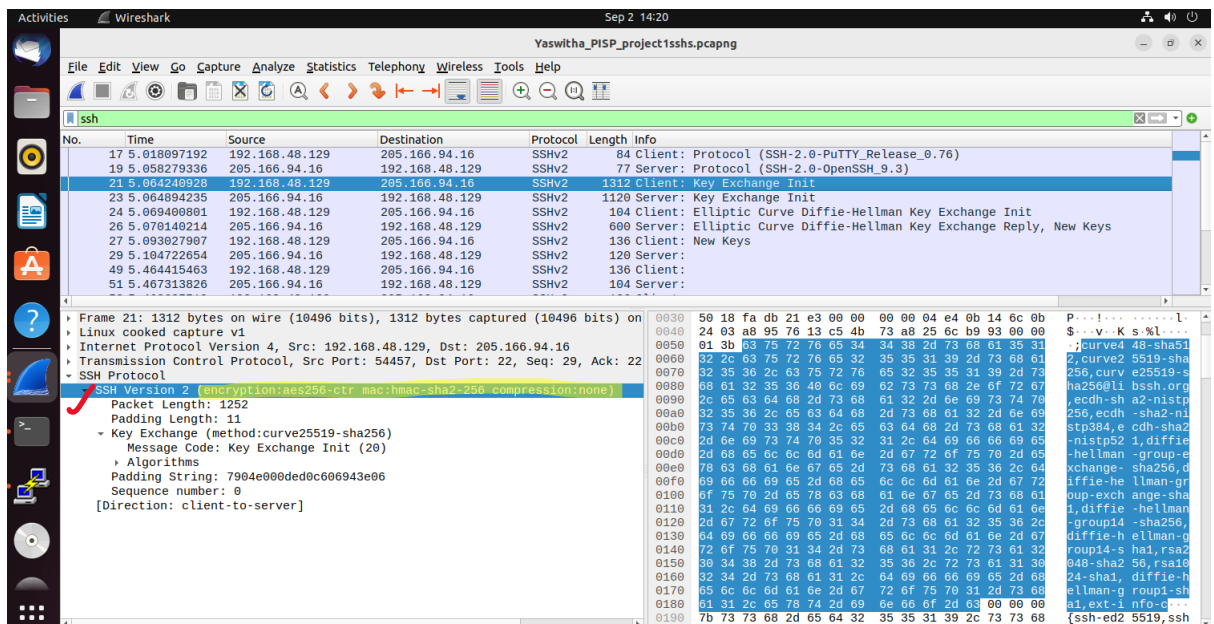 Activities Wireshark Sep 2 14:20
Yaswitha_PISP_project1sshs.pcapng
File Edit View Go Capture Analyze Statistics Telephony Wireless Tools Help
ssh
No. Time Source Destination Protocol Length Info
17 5.018097192 192.168.48.129 205.166.94.16 SSHv2 84 Client: Protocol (SSH-2.0-PuTTY_Release_0.76)
19 5.058279336 205.166.94.16 192.168.48.129 SSHv2 77 Server: Protocol (SSH-2.0-OpenSSH_9.3)
21 5.064240928 192.168.48.129 205.166.94.16 SSHv2 1312 Client: Key Exchange Init
23 5.064894235 205.166.94.16 192.168.48.129 SSHv2 1120 Server: Key Exchange Init
24 5.069400801 192.168.48.129 205.166.94.16 SSHv2 104 Client: Elliptic Curve Diffie-Hellman Key Exchange Init
26 5.070140214 205.166.94.16 192.168.48.129 SSHv2 600 Server: Elliptic Curve Diffie-Hellman Key Exchange Reply, New Keys
27 5.093027907 192.168.48.129 205.166.94.16 SSHv2 136 Client: New Keys
29 5.104722654 205.166.94.16 192.168.48.129 SSHv2 120 Server:
49 5.464415463 192.168.48.129 205.166.94.16 SSHv2 136 Client:
51 5.467313826 205.166.94.16 192.168.48.129 SSHv2 104 Server:
Frame 21: 1312 bytes on wire (10496 bits), 1312 bytes captured (10496 bits) on
Linux cooked capture v1
Internet Protocol Version 4, Src: 192.168.48.129, Dst: 205.166.94.16
Transmission Control Protocol, Src Port: 54457, Dst Port: 22, Seq: 29, Ack: 22
SSH Protocol
SSH Version 2 (encryption:aes256-ctr mac:hmac-sha2-256 compression:none)
Packet Length: 1252
Padding Length: 11
Key Exchange (method:curve25519-sha256)
Message Code: Key Exchange Init (20)
Algorithms
Padding String: 7904e000ded0c606943e06
Sequence number: 0
[Direction: client-to-server]
0030 50 18 fa db 21 e3 00 00 00 00 04 e4 0b 14 6c 0b P···!··· ······l·
0040 24 03 a8 95 76 13 c5 4b 73 a8 25 6c b9 93 00 00 $···v··K s·%l····
0050 01 3b 63 75 72 76 65 34 34 38 2d 73 68 61 35 31 ·;curve4 48-sha51
0060 32 2c 63 75 72 76 65 32 35 35 31 39 2d 73 68 61 2,curve2 5519-sha
0070 32 35 36 2c 63 75 72 76 65 32 35 35 31 39 2d 73 256,curv e25519-s
0080 68 61 32 35 36 40 6c 69 62 73 73 68 2e 6f 72 67 ha256@li bssh.org
0090 2c 65 63 64 68 2d 73 68 61 32 2d 6e 69 73 74 70 ,ecdh-sh a2-nistp
00a0 32 35 36 2c 65 63 64 68 2d 73 68 61 32 2d 6e 69 256,ecdh -sha2-ni
00b0 73 74 70 33 38 34 2c 65 63 64 68 2d 73 68 61 32 stp384,e cdh-sha2
00c0 2d 6e 69 73 74 70 35 32 31 2c 64 69 66 66 69 65 -nistp52 1,diffie
00d0 2d 68 65 6c 6c 6d 61 6e 2d 67 72 6f 75 70 2d 65 -hellman -group-e
00e0 78 63 68 61 6e 67 65 2d 73 68 61 32 35 36 2c 64 xchange- sha256,d
00f0 69 66 66 69 65 2d 68 65 6c 6c 6d 61 6e 2d 67 72 iffie-he llman-gr
0100 6f 75 70 2d 65 78 63 68 61 6e 67 65 2d 73 68 61 oup-exch ange-sha
0110 31 2c 64 69 66 66 69 65 2d 68 65 6c 6c 6d 61 6e 1,diffie -hellman
0120 2d 67 72 6f 75 70 31 34 2d 73 68 61 32 35 36 2c -group14 -sha256,
0130 64 69 66 66 69 65 2d 68 65 6c 6c 6d 61 6e 2d 67 diffie-h ellman-g
0140 72 6f 75 70 31 34 2d 73 68 61 31 2c 72 73 61 32 roup14-s ha1,rsa2
0150 30 34 38 2d 73 68 61 32 35 36 2c 72 73 61 31 30 048-sha2 56,rsa10
0160 32 34 2d 73 68 61 31 2c 64 69 66 66 69 65 2d 68 24-sha1, diffie-h
0170 65 6c 6c 6d 61 6e 2d 67 72 6f 75 70 31 2d 73 68 ellman-g roup1-sh
0180 61 31 2c 65 78 74 2d 69 6e 66 6f 2d 63 00 00 00 a1,ext-i nfo-c···
0190 7b 73 73 68 2d 65 64 32 35 35 31 39 2c 73 73 68 {ssh-ed2 5519,ssh